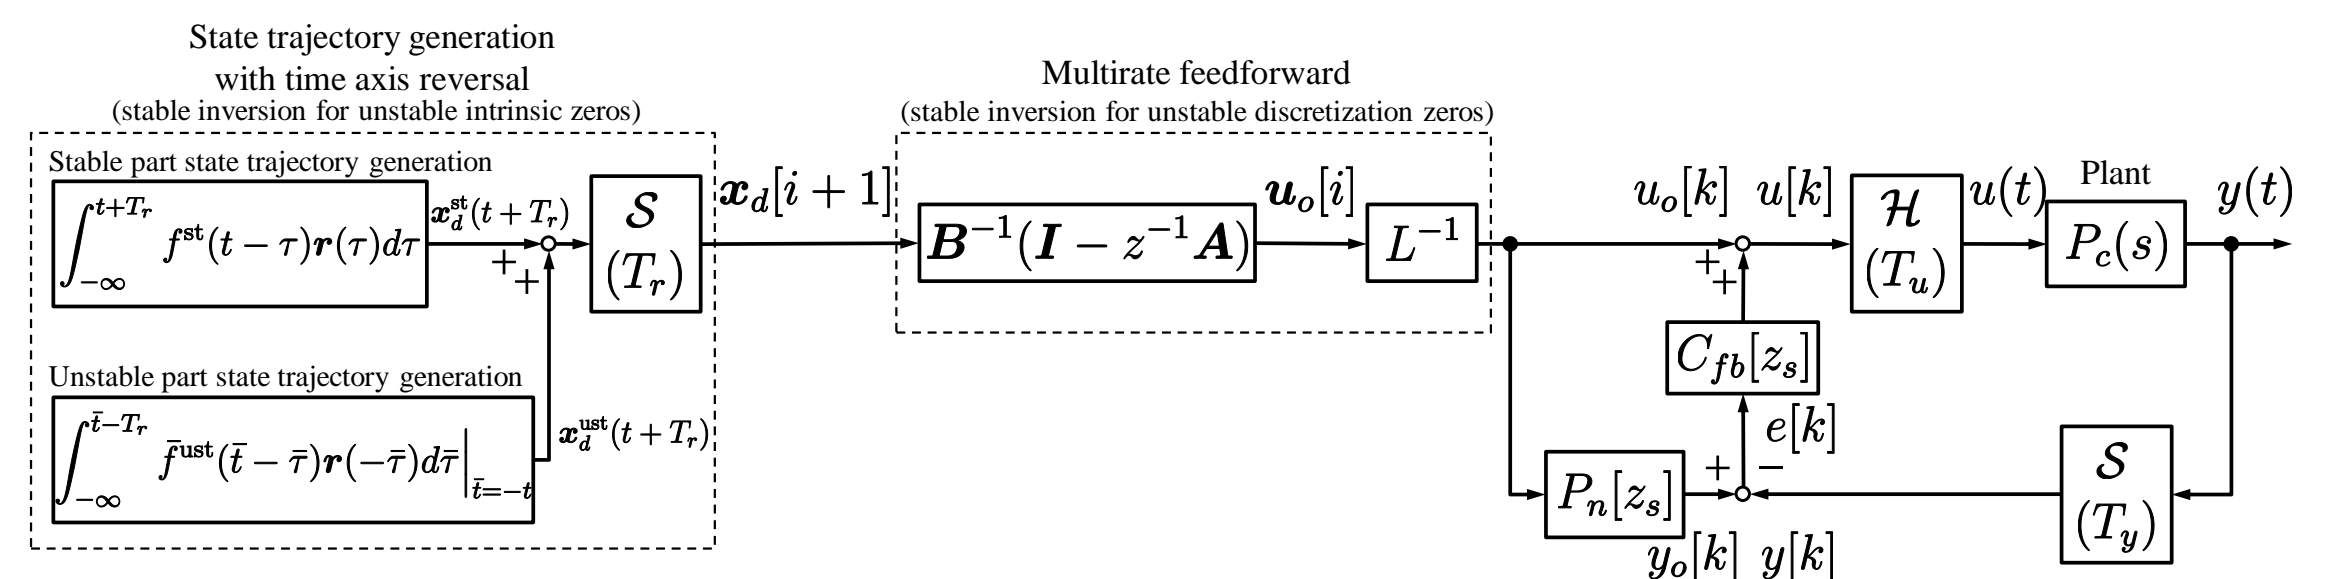 State trajectory generation
with time axis reversal
(stable inversion for unstable intrinsic zeros)
Stable part state trajectory generation
∫_{-∞}^{t+T_r} f^{st}(t − τ)r(τ)dτ
x_d^{st}(t + T_r)
+
+
S
(T_r)
Unstable part state trajectory generation
∫_{-∞}^{t̄−T_r} f̄^{ust}(t̄ − τ̄)r(−τ̄)dτ̄|_{t̄=−t}
x_d^{ust}(t + T_r)
x_d[i + 1]
Multirate feedforward
(stable inversion for unstable discretization zeros)
B^{−1}(I − z^{−1}A)
u_o[i]
L^{−1}
u_o[k]
u[k]
+
+
H
(T_u)
u(t)
Plant
P_c(s)
y(t)
C_{fb}[z_s]
e[k]
P_n[z_s]
+
−
y_o[k]
y[k]
S
(T_y)